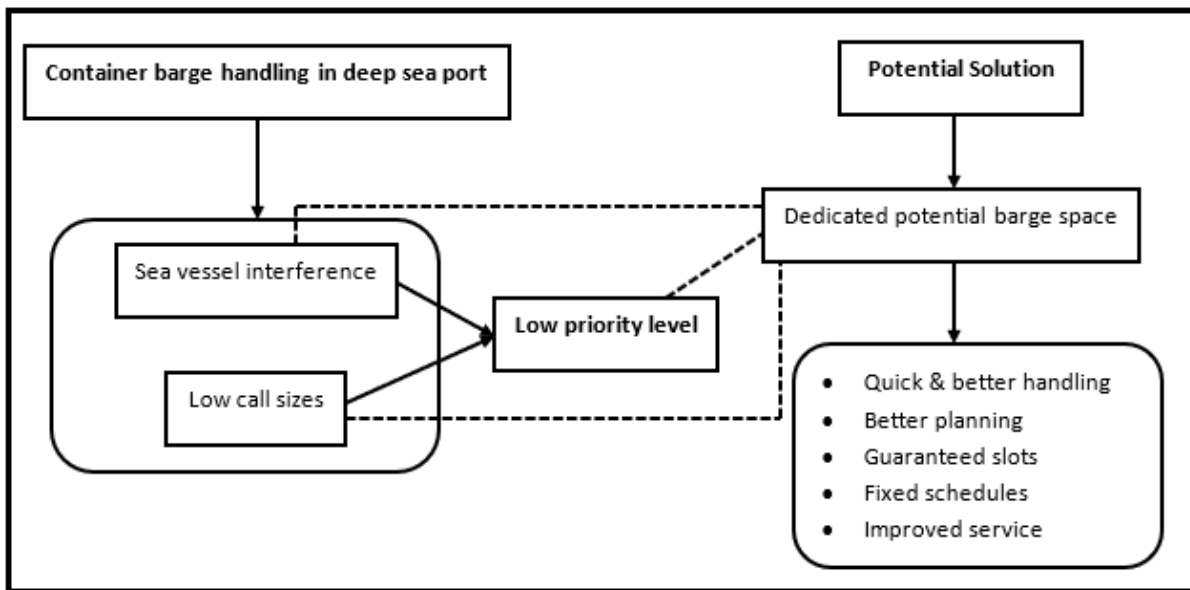 Container barge handling in deep sea port
Potential Solution
Dedicated potential barge space
Sea vessel interference
Low priority level
Low call sizes
• Quick & better handling
• Better planning
• Guaranteed slots
• Fixed schedules
• Improved service